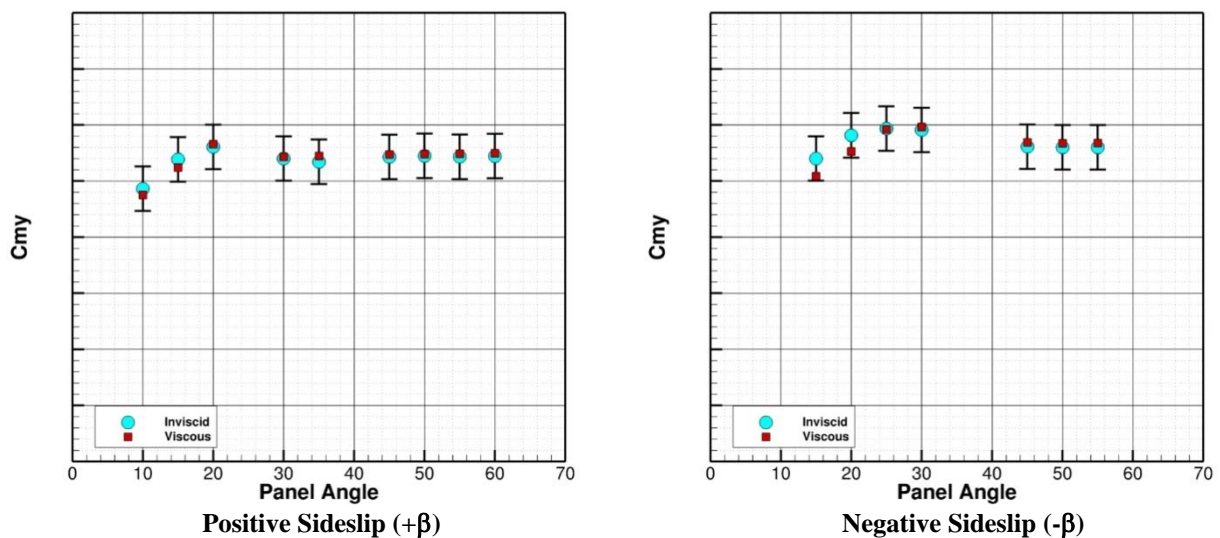 Cmy
Inviscid
Viscous
0 10 20 30 40 50 60 70
Panel Angle
Positive Sideslip (+β)
Cmy
Inviscid
Viscous
0 10 20 30 40 50 60 70
Panel Angle
Negative Sideslip (-β)